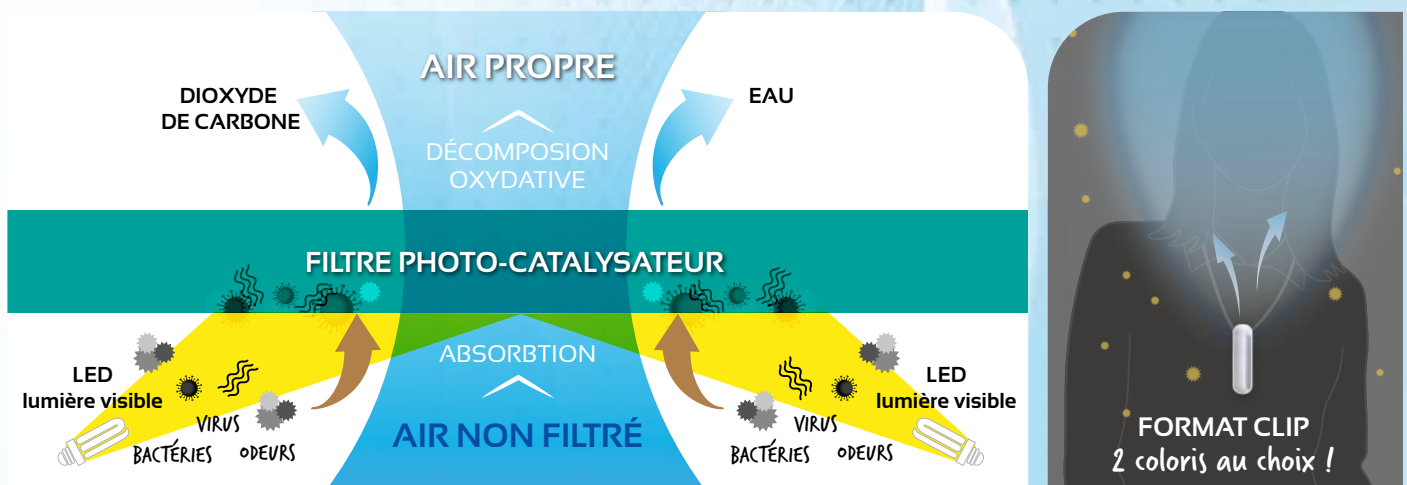 AIR PROPRE
DIOXYDE
DE CARBONE
EAU
DÉCOMPOSION
OXYDATIVE
FILTRE PHOTO-CATALYSATEUR
ABSORBTION
LED
lumière visible
VIRUS
BACTÉRIES
ODEURS
AIR NON FILTRÉ
LED
lumière visible
VIRUS
BACTÉRIES
ODEURS
FORMAT CLIP
2 coloris au choix !